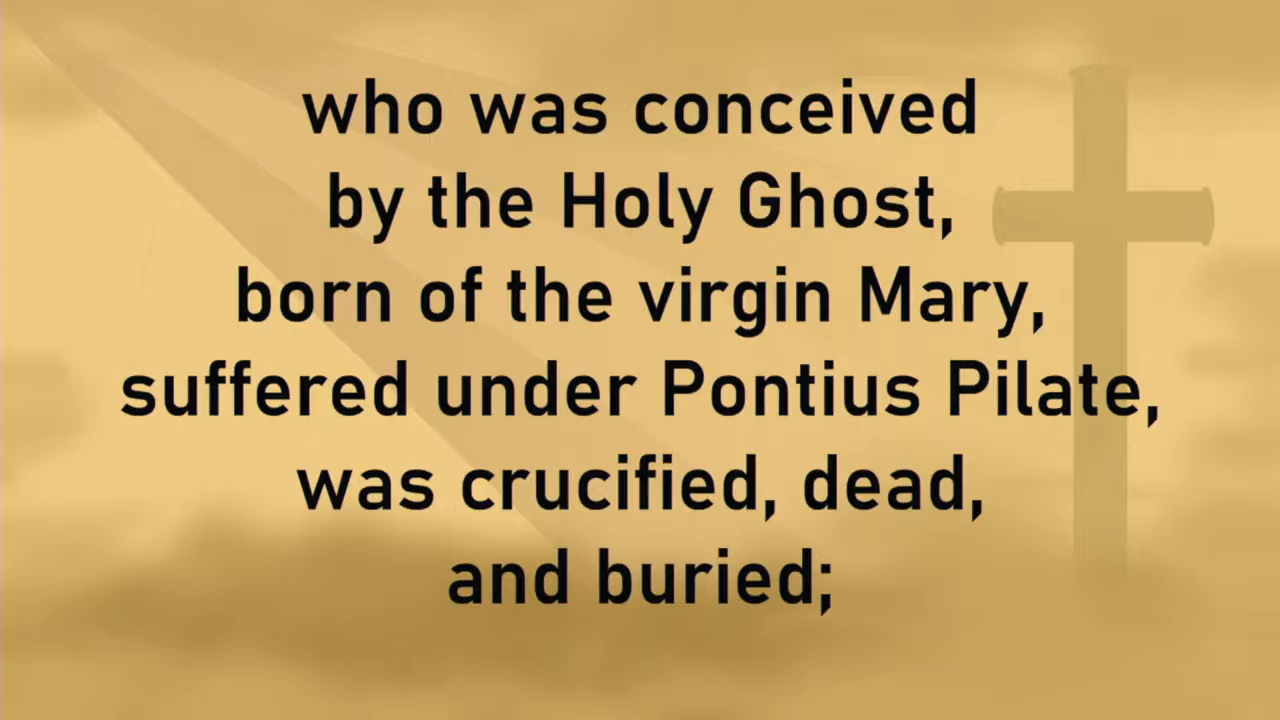 who was conceived
by the Holy Ghost,
born of the virgin Mary,
suffered under Pontius Pilate,
was crucified, dead,
and buried;